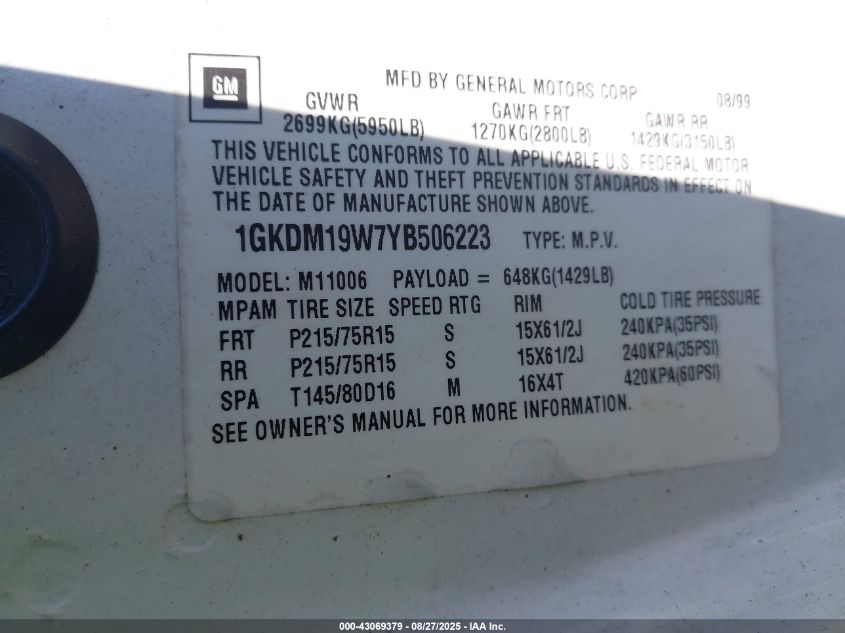 GM
MFD BY GENERAL MOTORS CORP 08/99
GVWR GAWR FRT GAWR RR
2699KG(5950LB) 1270KG(2800LB) 1429KG(3150LB)
THIS VEHICLE CONFORMS TO ALL APPLICABLE U.S. FEDERAL MOTOR
VEHICLE SAFETY AND THEFT PREVENTION STANDARDS IN EFFECT ON
THE DATE OF MANUFACTURE SHOWN ABOVE.
1GKDM19W7YB506223 TYPE: M.P.V.
MODEL: M11006 PAYLOAD = 648KG(1429LB)
MPAM TIRE SIZE SPEED RTG RIM COLD TIRE PRESSURE
FRT P215/75R15 S 15X61/2J 240KPA(35PSI)
RR P215/75R15 S 15X61/2J 240KPA(35PSI)
SPA T145/80D16 M 16X4T 420KPA(60PSI)
SEE OWNER'S MANUAL FOR MORE INFORMATION.
000-43069379 - 08/27/2025 - IAA Inc.